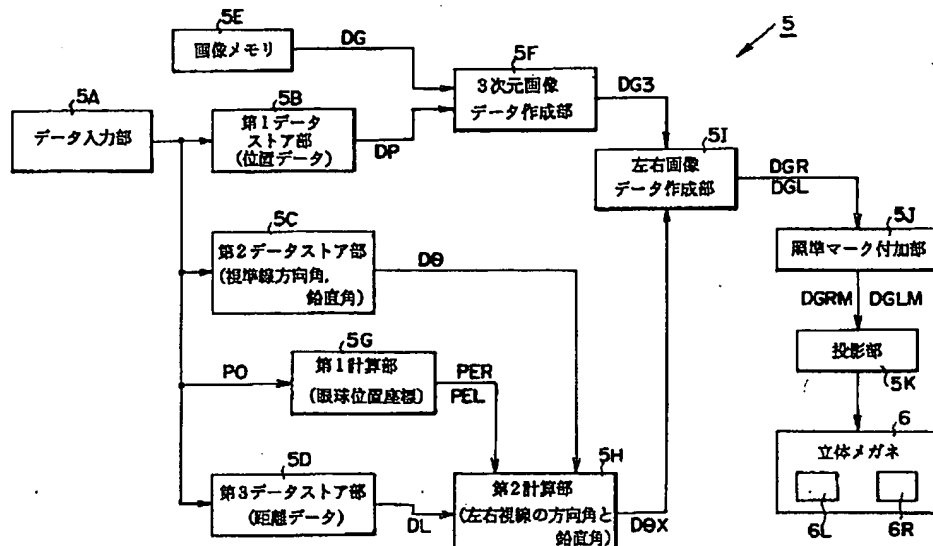 5
5E
画像メモリ
DG
5F
3次元画像
データ作成部
DG3
5A
データ入力部
5B
第1データ
ストア部
(位置データ)
DP
5I
左右画像
データ作成部
DGR
DGL
5J
照準マーク付加部
5C
第2データストア部
(視準線方向角,
鉛直角)
Dθ
DGRM
DGLM
投影部
5K
PO
5G
第1計算部
(眼球位置座標)
PER
PEL
6
立体メガネ
6L
6R
5D
第3データストア部
(距離データ)
DL
5H
第2計算部
(左右視線の方向角と
鉛直角)
DθX